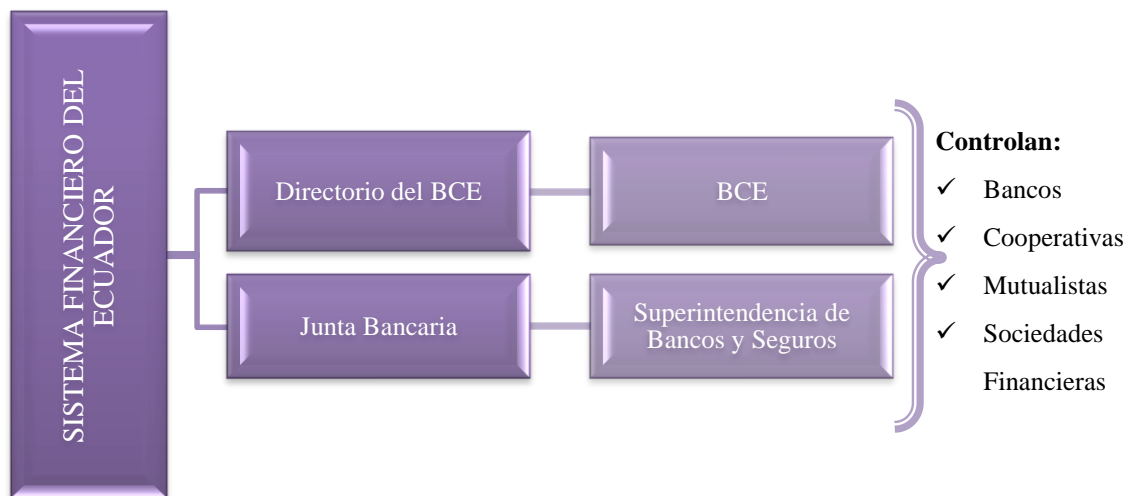 SISTEMA FINANCIERO DEL
ECUADOR
Directorio del BCE
BCE
Junta Bancaria
Superintendencia de
Bancos y Seguros
Controlan:
✓ Bancos
✓ Cooperativas
✓ Mutualistas
✓ Sociedades
Financieras